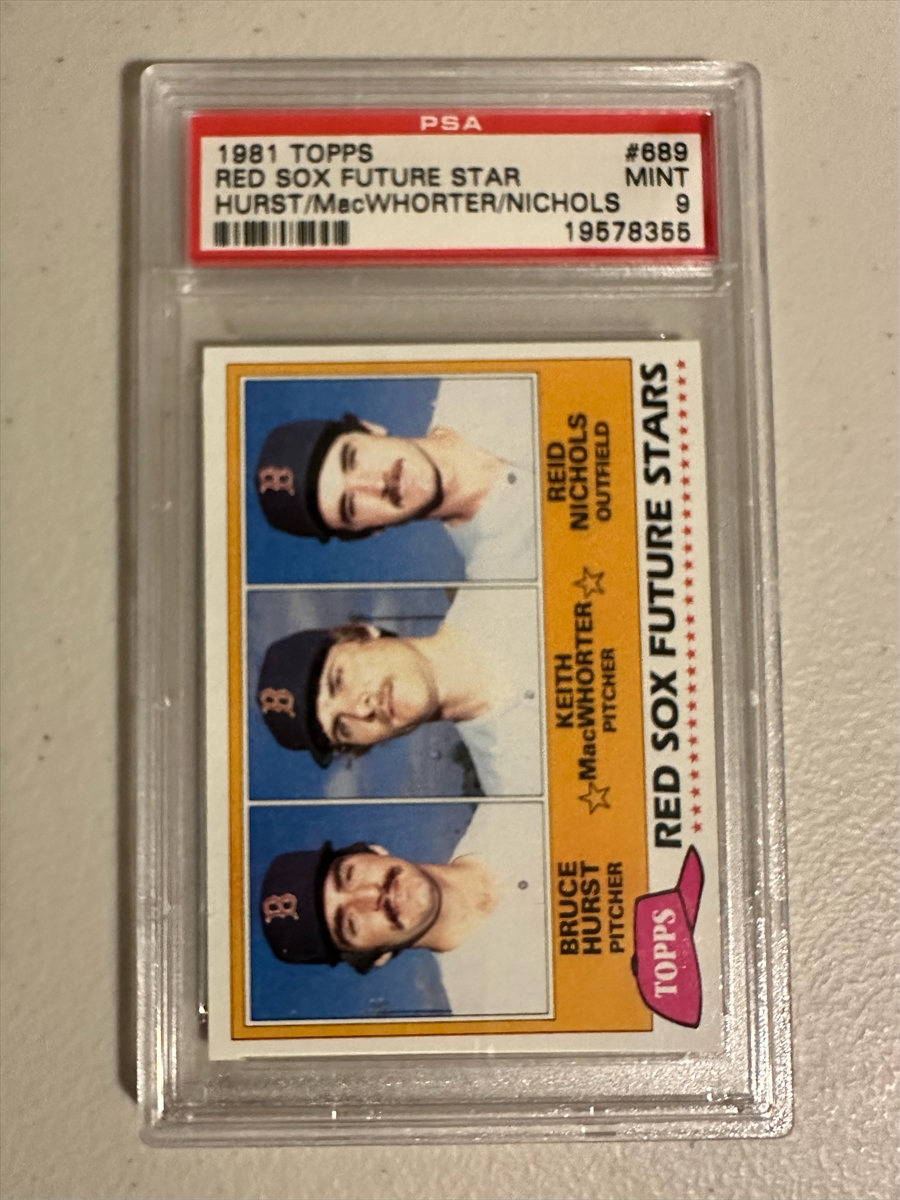 PSA
1981 TOPPS #689
RED SOX FUTURE STAR MINT
HURST/MacWHORTER/NICHOLS 9
19578355
B
B
B
BRUCE
HURST
PITCHER
KEITH
☆MacWHORTER☆
PITCHER
REID
NICHOLS
OUTFIELD
TOPPS
RED SOX FUTURE STARS